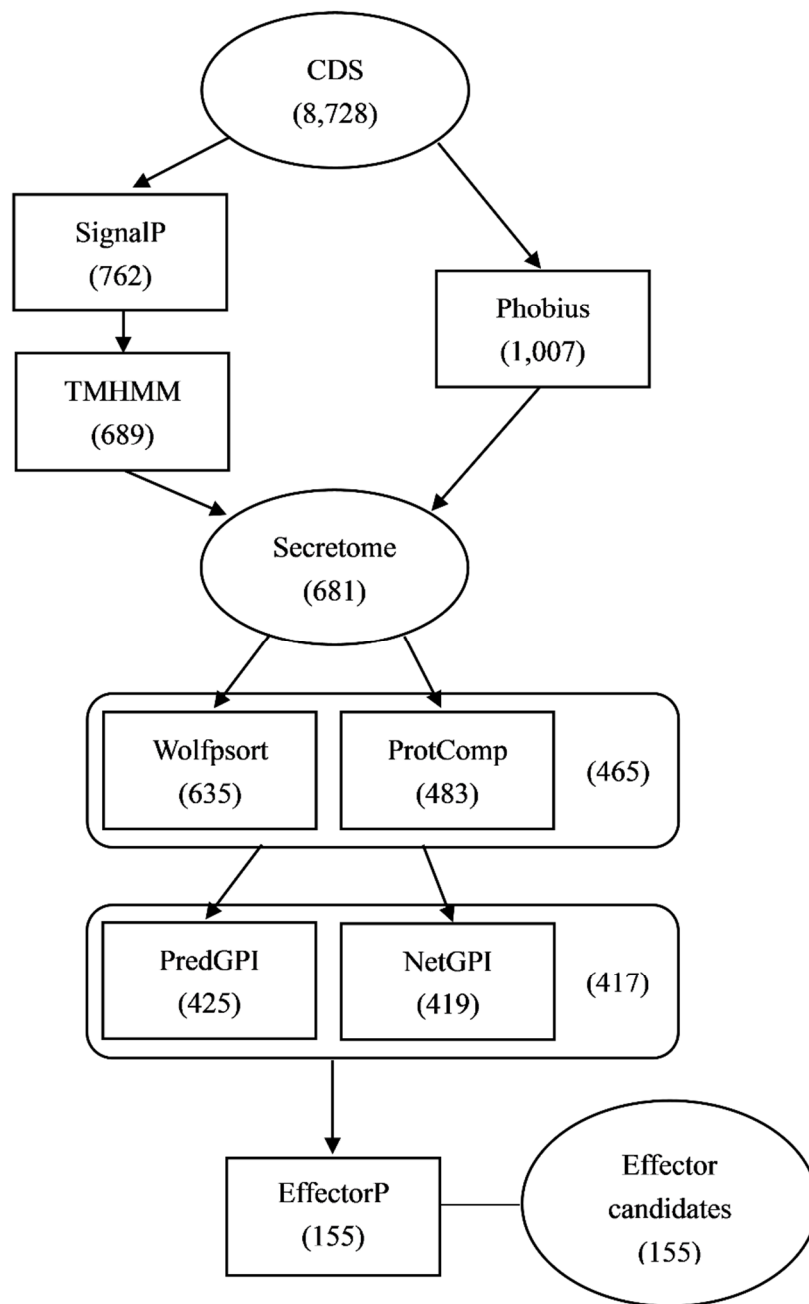 CDS
(8,728)
SignalP
(762)
Phobius
(1,007)
TMHMM
(689)
Secretome
(681)
Wolfpsort
(635)
ProtComp
(483)
(465)
PredGPI
(425)
NetGPI
(419)
(417)
EffectorP
(155)
Effector
candidates
(155)